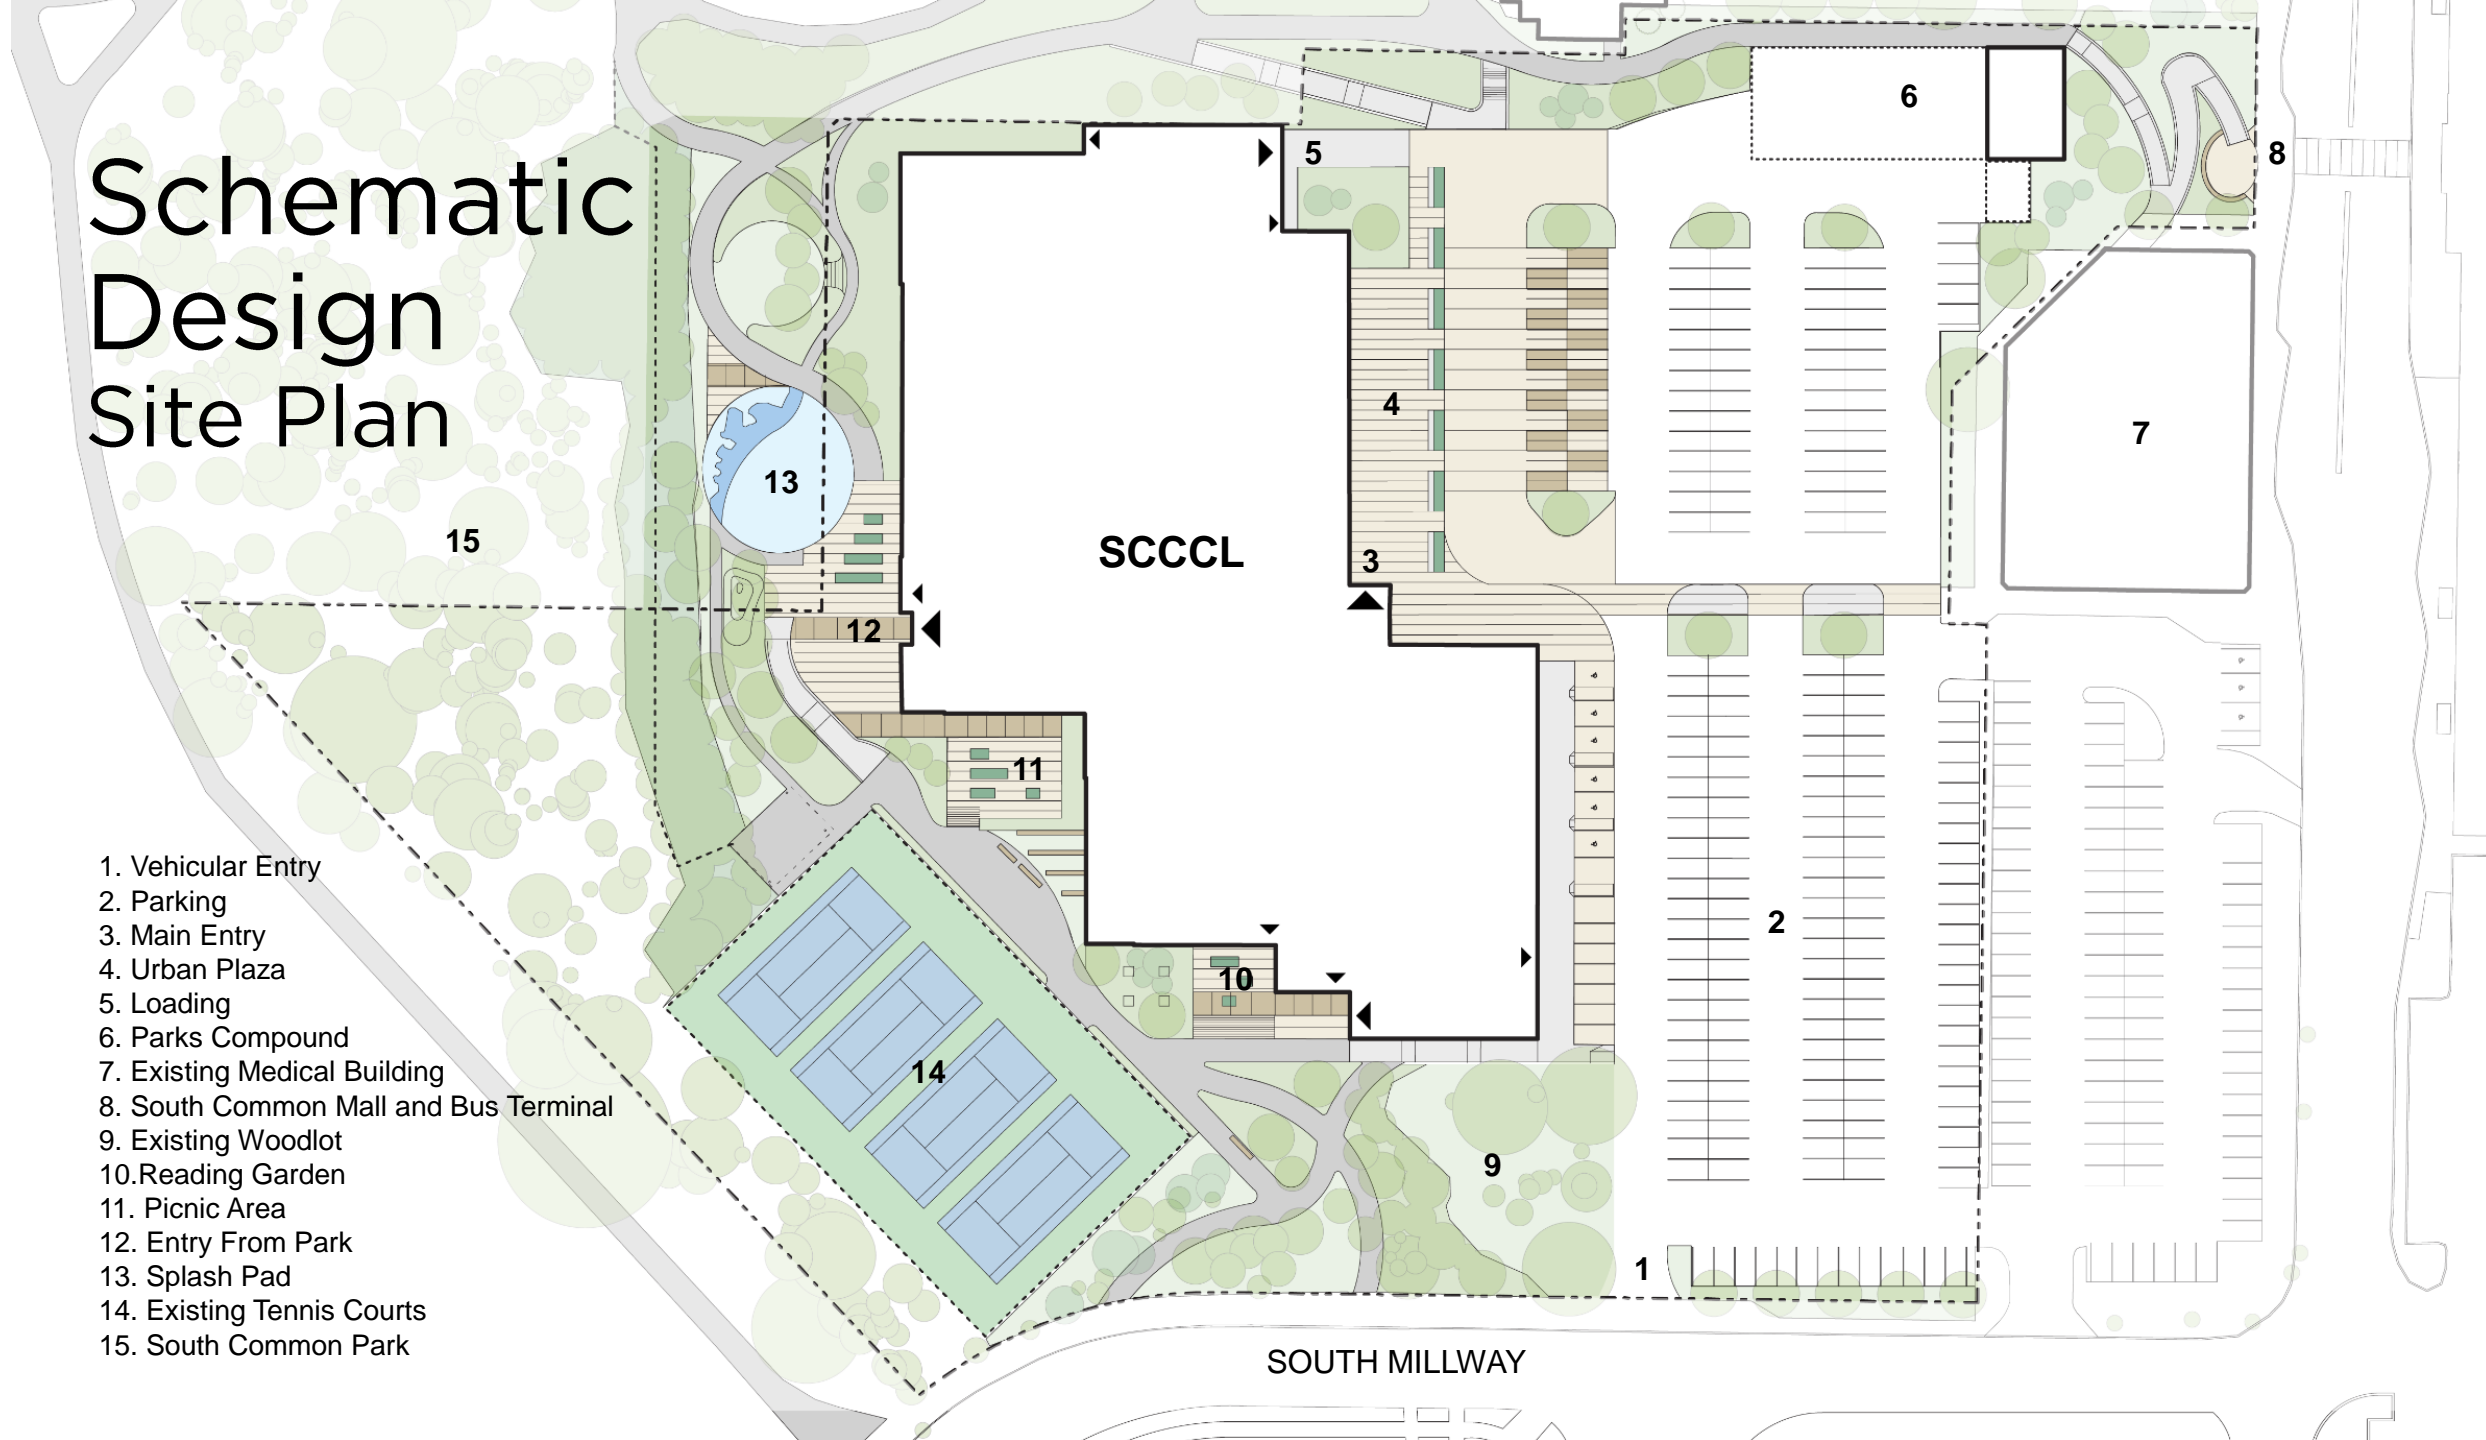 Schematic
Design
Site Plan
1. Vehicular Entry
2. Parking
3. Main Entry
4. Urban Plaza
5. Loading
6. Parks Compound
7. Existing Medical Building
8. South Common Mall and Bus Terminal
9. Existing Woodlot
10.Reading Garden
11. Picnic Area
12. Entry From Park
13. Splash Pad
14. Existing Tennis Courts
15. South Common Park
5
6
8
4
7
13
15
SCCCL
3
12
11
2
10
14
9
1
SOUTH MILLWAY